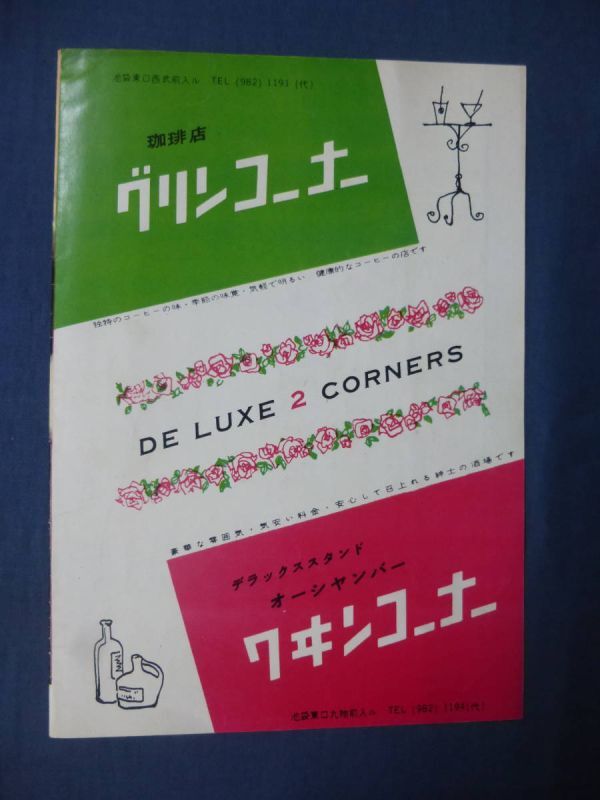 池袋東口西武前入ル TEL (982) 1191 (代)
珈琲店
グリンコーナー
独特のコーヒーの味・季節の味覚・気軽で明るい 健康的なコーヒーの店です
DE LUXE 2 CORNERS
豪華な雰囲気・気安い料金・安心して召上れる紳士の酒場です
デラックススタンド
オーシヤンバー
ワヰンコーナー
池袋東口九階前入ル TEL (982) 1194(代)